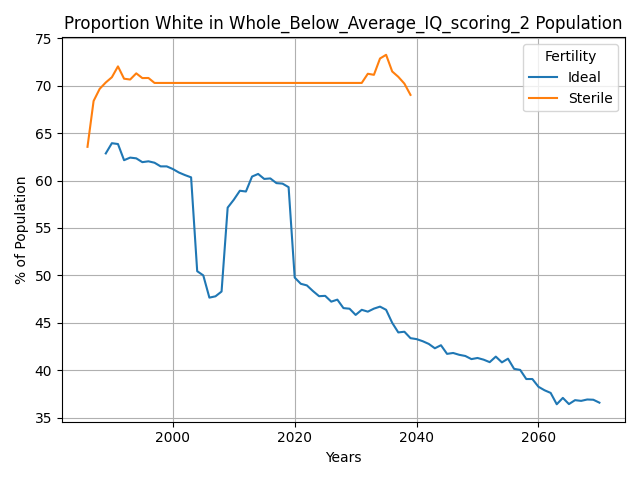 Proportion White in Whole_Below_Average_IQ_scoring_2 Population
Fertility
Ideal
Sterile
% of Population
75
70
65
60
55
50
45
40
35
2000
2020
2040
2060
Years